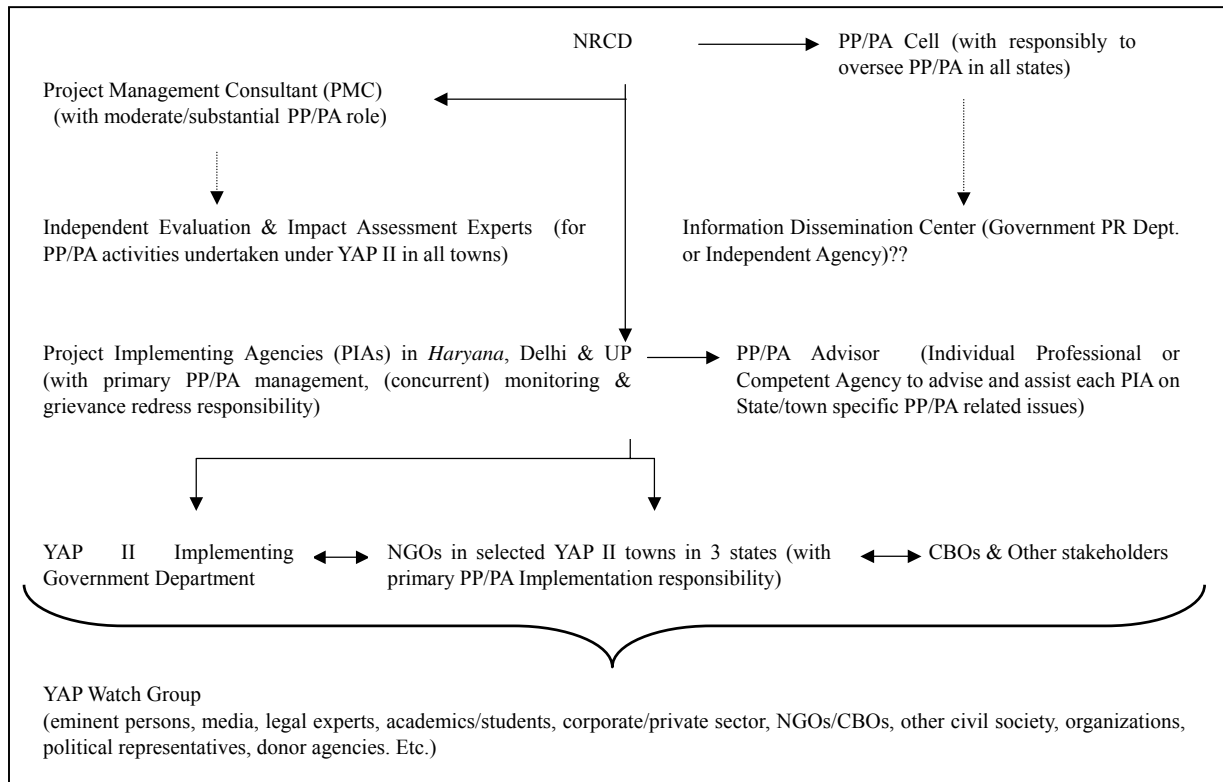 NRCD
PP/PA Cell (with responsibly to
oversee PP/PA in all states)
Project Management Consultant (PMC)
(with moderate/substantial PP/PA role)
Independent Evaluation & Impact Assessment Experts (for
PP/PA activities undertaken under YAP II in all towns)
Information Dissemination Center (Government PR Dept.
or Independent Agency)??
Project Implementing Agencies (PIAs) in Haryana, Delhi & UP
(with primary PP/PA management, (concurrent) monitoring &
grievance redress responsibility)
PP/PA Advisor (Individual Professional or
Competent Agency to advise and assist each PIA on
State/town specific PP/PA related issues)
YAP II Implementing
Government Department
NGOs in selected YAP II towns in 3 states (with
primary PP/PA Implementation responsibility)
CBOs & Other stakeholders
YAP Watch Group
(eminent persons, media, legal experts, academics/students, corporate/private sector, NGOs/CBOs, other civil society, organizations,
political representatives, donor agencies. Etc.)